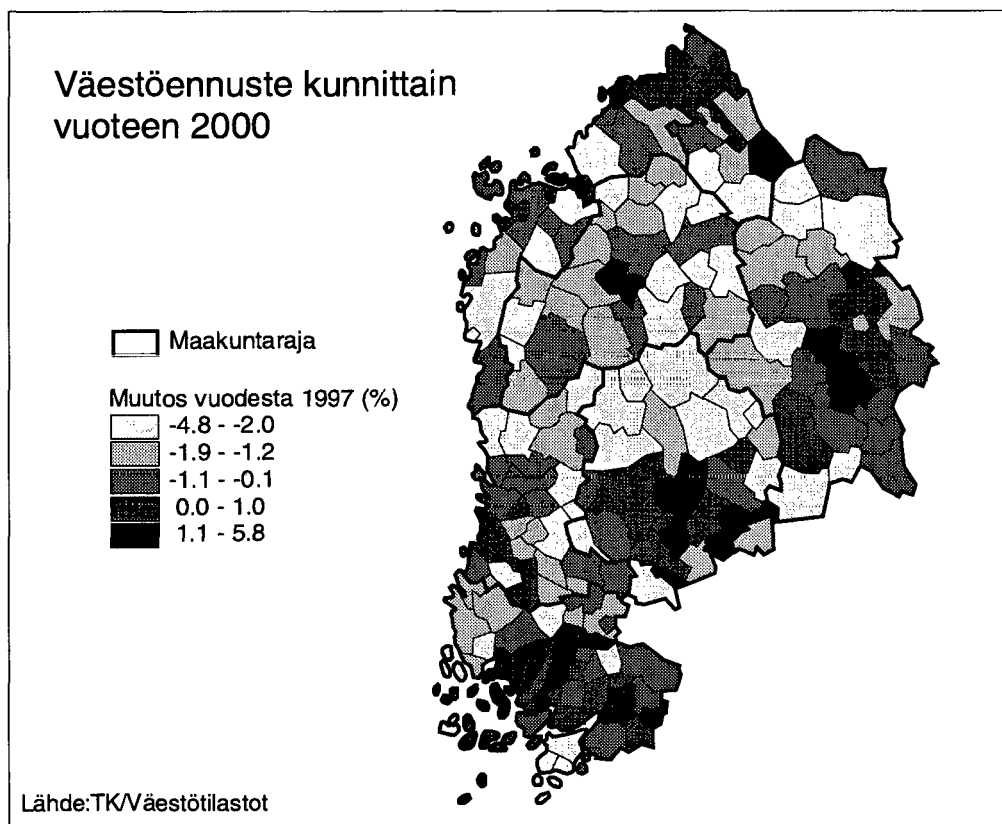 Väestöennuste kunnittain
vuoteen 2000
Maakuntaraja
Muutos vuodesta 1997 (%)
-4.8 - -2.0
-1.9 - -1.2
-1.1 - -0.1
0.0 - 1.0
1.1 - 5.8
Lähde:TK/Väestötilastot